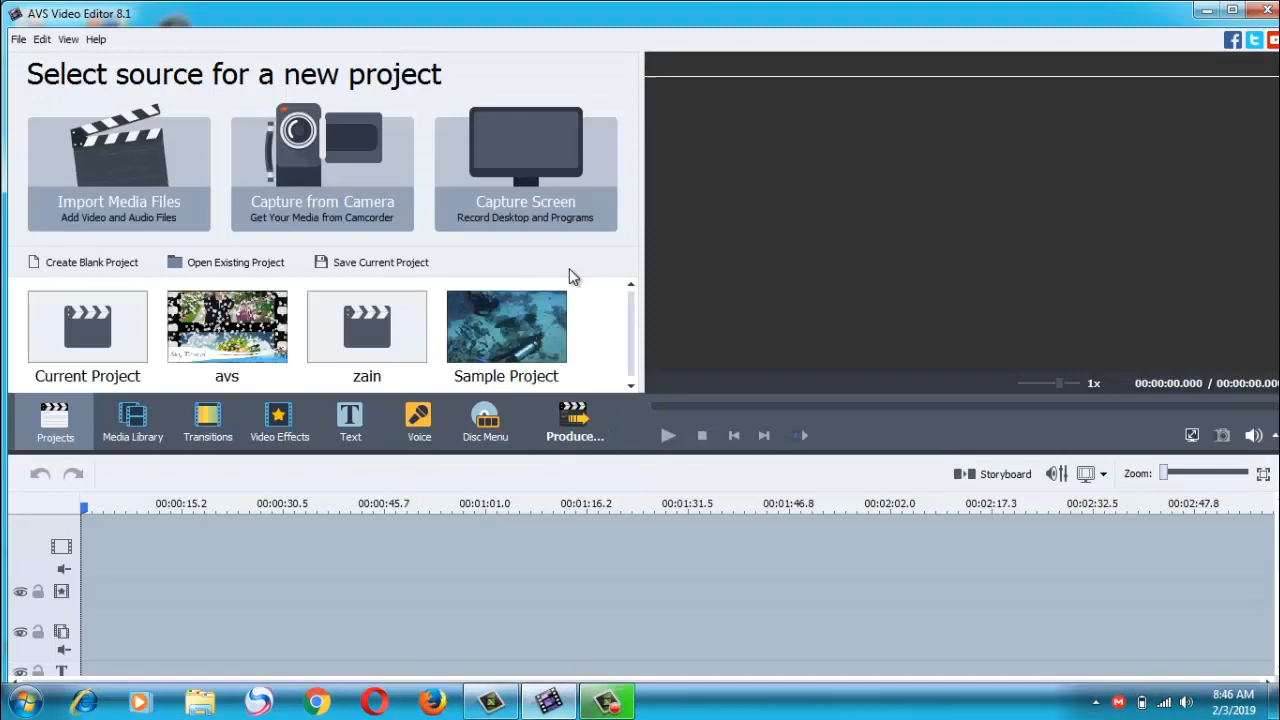 AVS Video Editor 8.1
File Edit View Help
Select source for a new project
Import Media Files
Add Video and Audio Files
Capture from Camera
Get Your Media from Camcorder
Capture Screen
Record Desktop and Programs
Create Blank Project
Open Existing Project
Save Current Project
Current Project
avs
zain
Sample Project
1x
00:00:00.000 / 00:00:00.000
Projects
Media Library
Transitions
Video Effects
Text
Voice
Disc Menu
Produce...
Storyboard
Zoom:
00:00:15.2 00:00:30.5 00:00:45.7 00:01:01.0 00:01:16.2 00:01:31.5 00:01:46.8 00:02:02.0 00:02:17.3 00:02:32.5 00:02:47.8
8:46 AM
2/3/2019